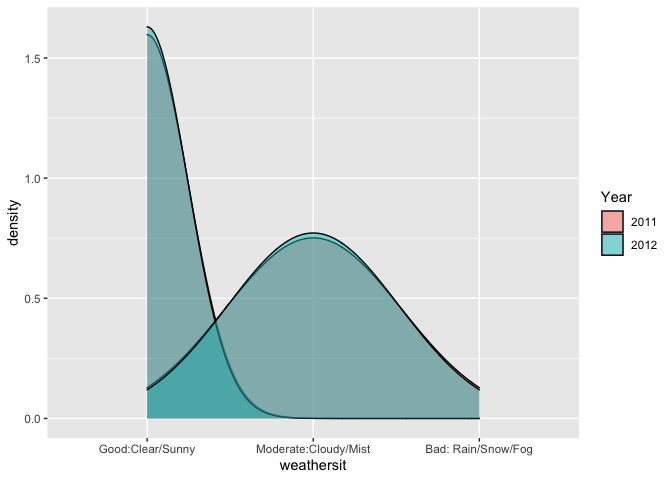 1.5
1.0
0.5
0.0
density
Good:Clear/Sunny
Moderate:Cloudy/Mist
Bad: Rain/Snow/Fog
weathersit
Year
2011
2012